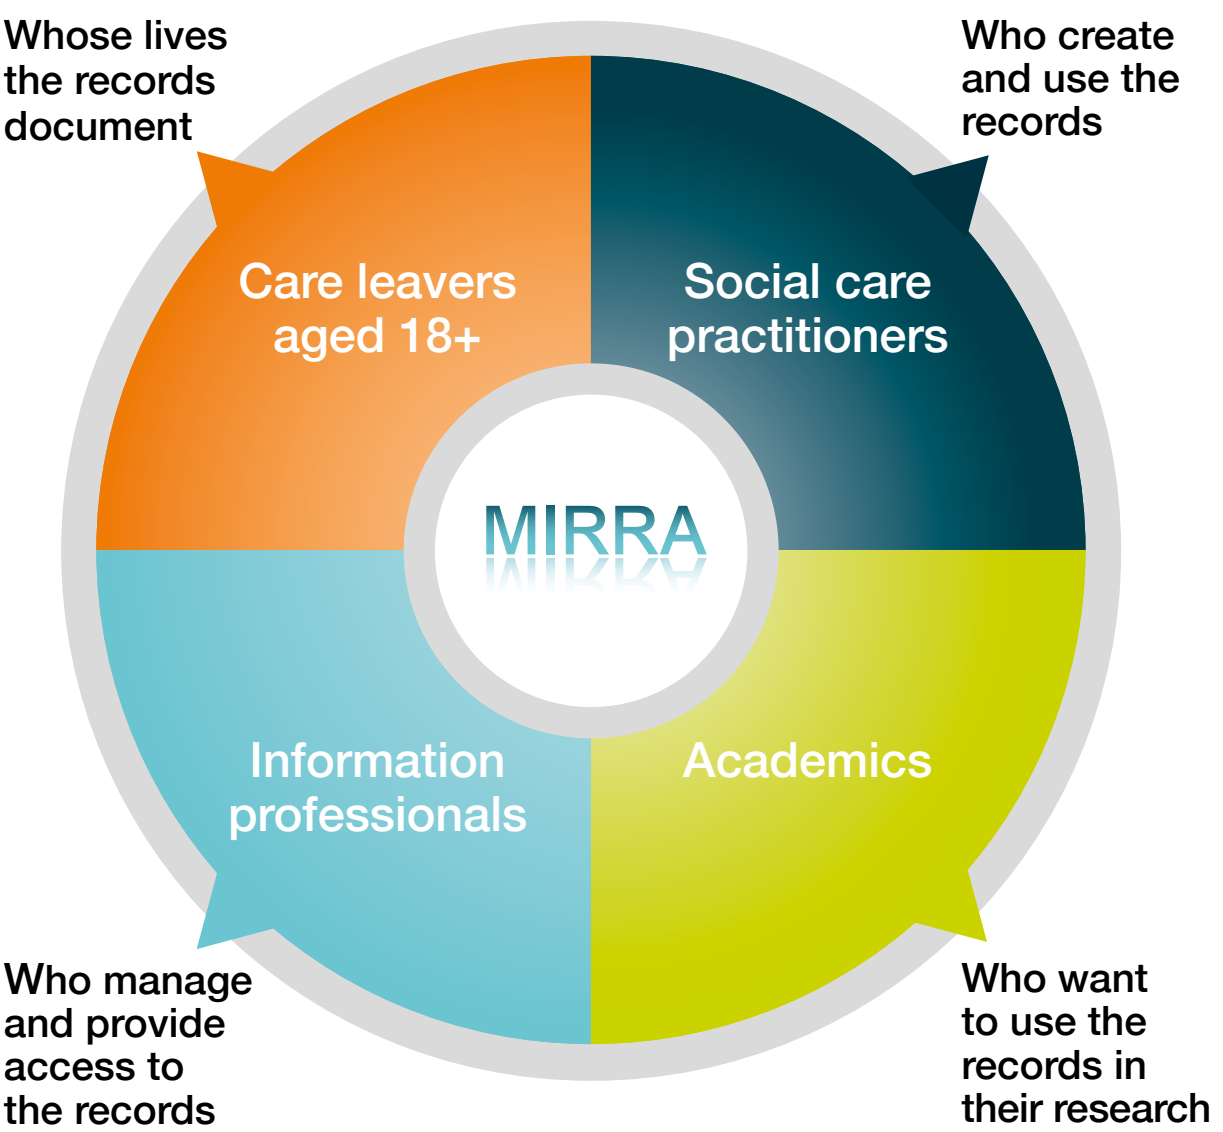 Whose lives
the records
document
Who create
and use the
records
Care leavers
aged 18+
Social care
practitioners
MIRRA
Information
professionals
Academics
Who manage
and provide
access to
the records
Who want
to use the
records in
their research